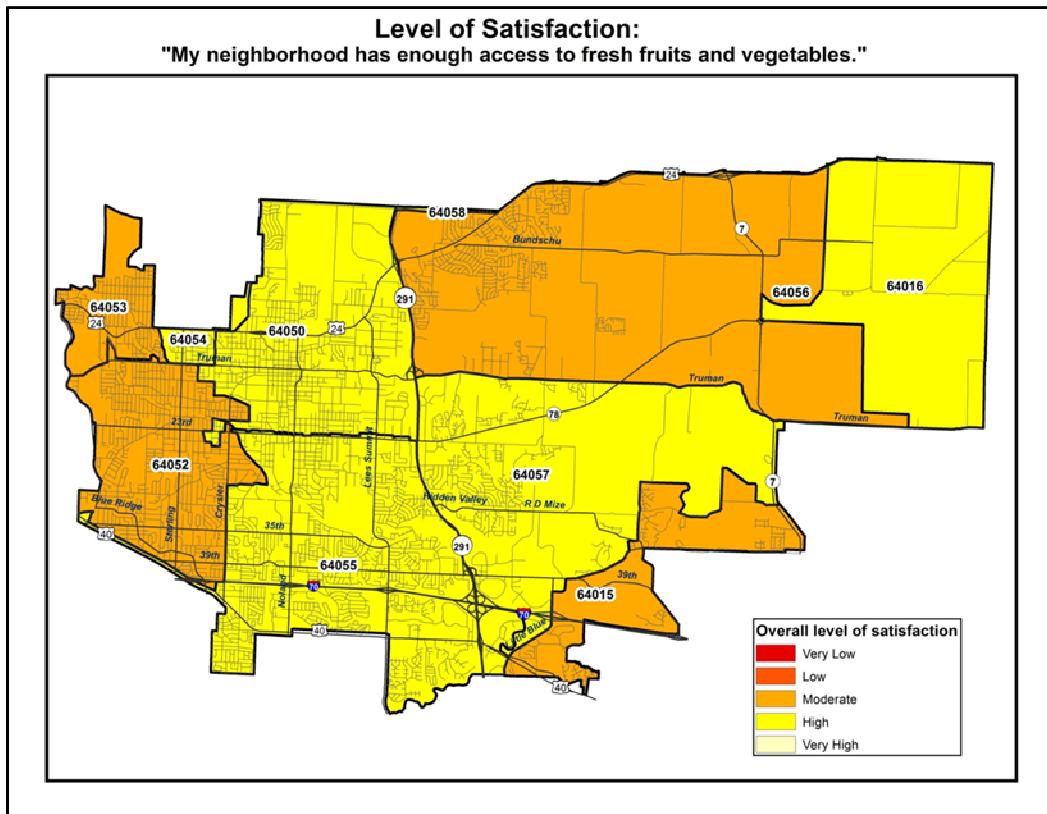 Level of Satisfaction:
"My neighborhood has enough access to fresh fruits and vegetables."
24
64058
7
Bundschu
64053
291
64056
64016
24
64054
64050
24
Truman
Truman
78
Truman
23rd
Lees Summit
64052
64057
7
Blue Ridge
Sterling
Crysler
Hidden Valley
R D Mize
40
35th
39th
291
64055
39th
Noland
70
64015
70
Little Blue
40
40
Overall level of satisfaction
Very Low
Low
Moderate
High
Very High